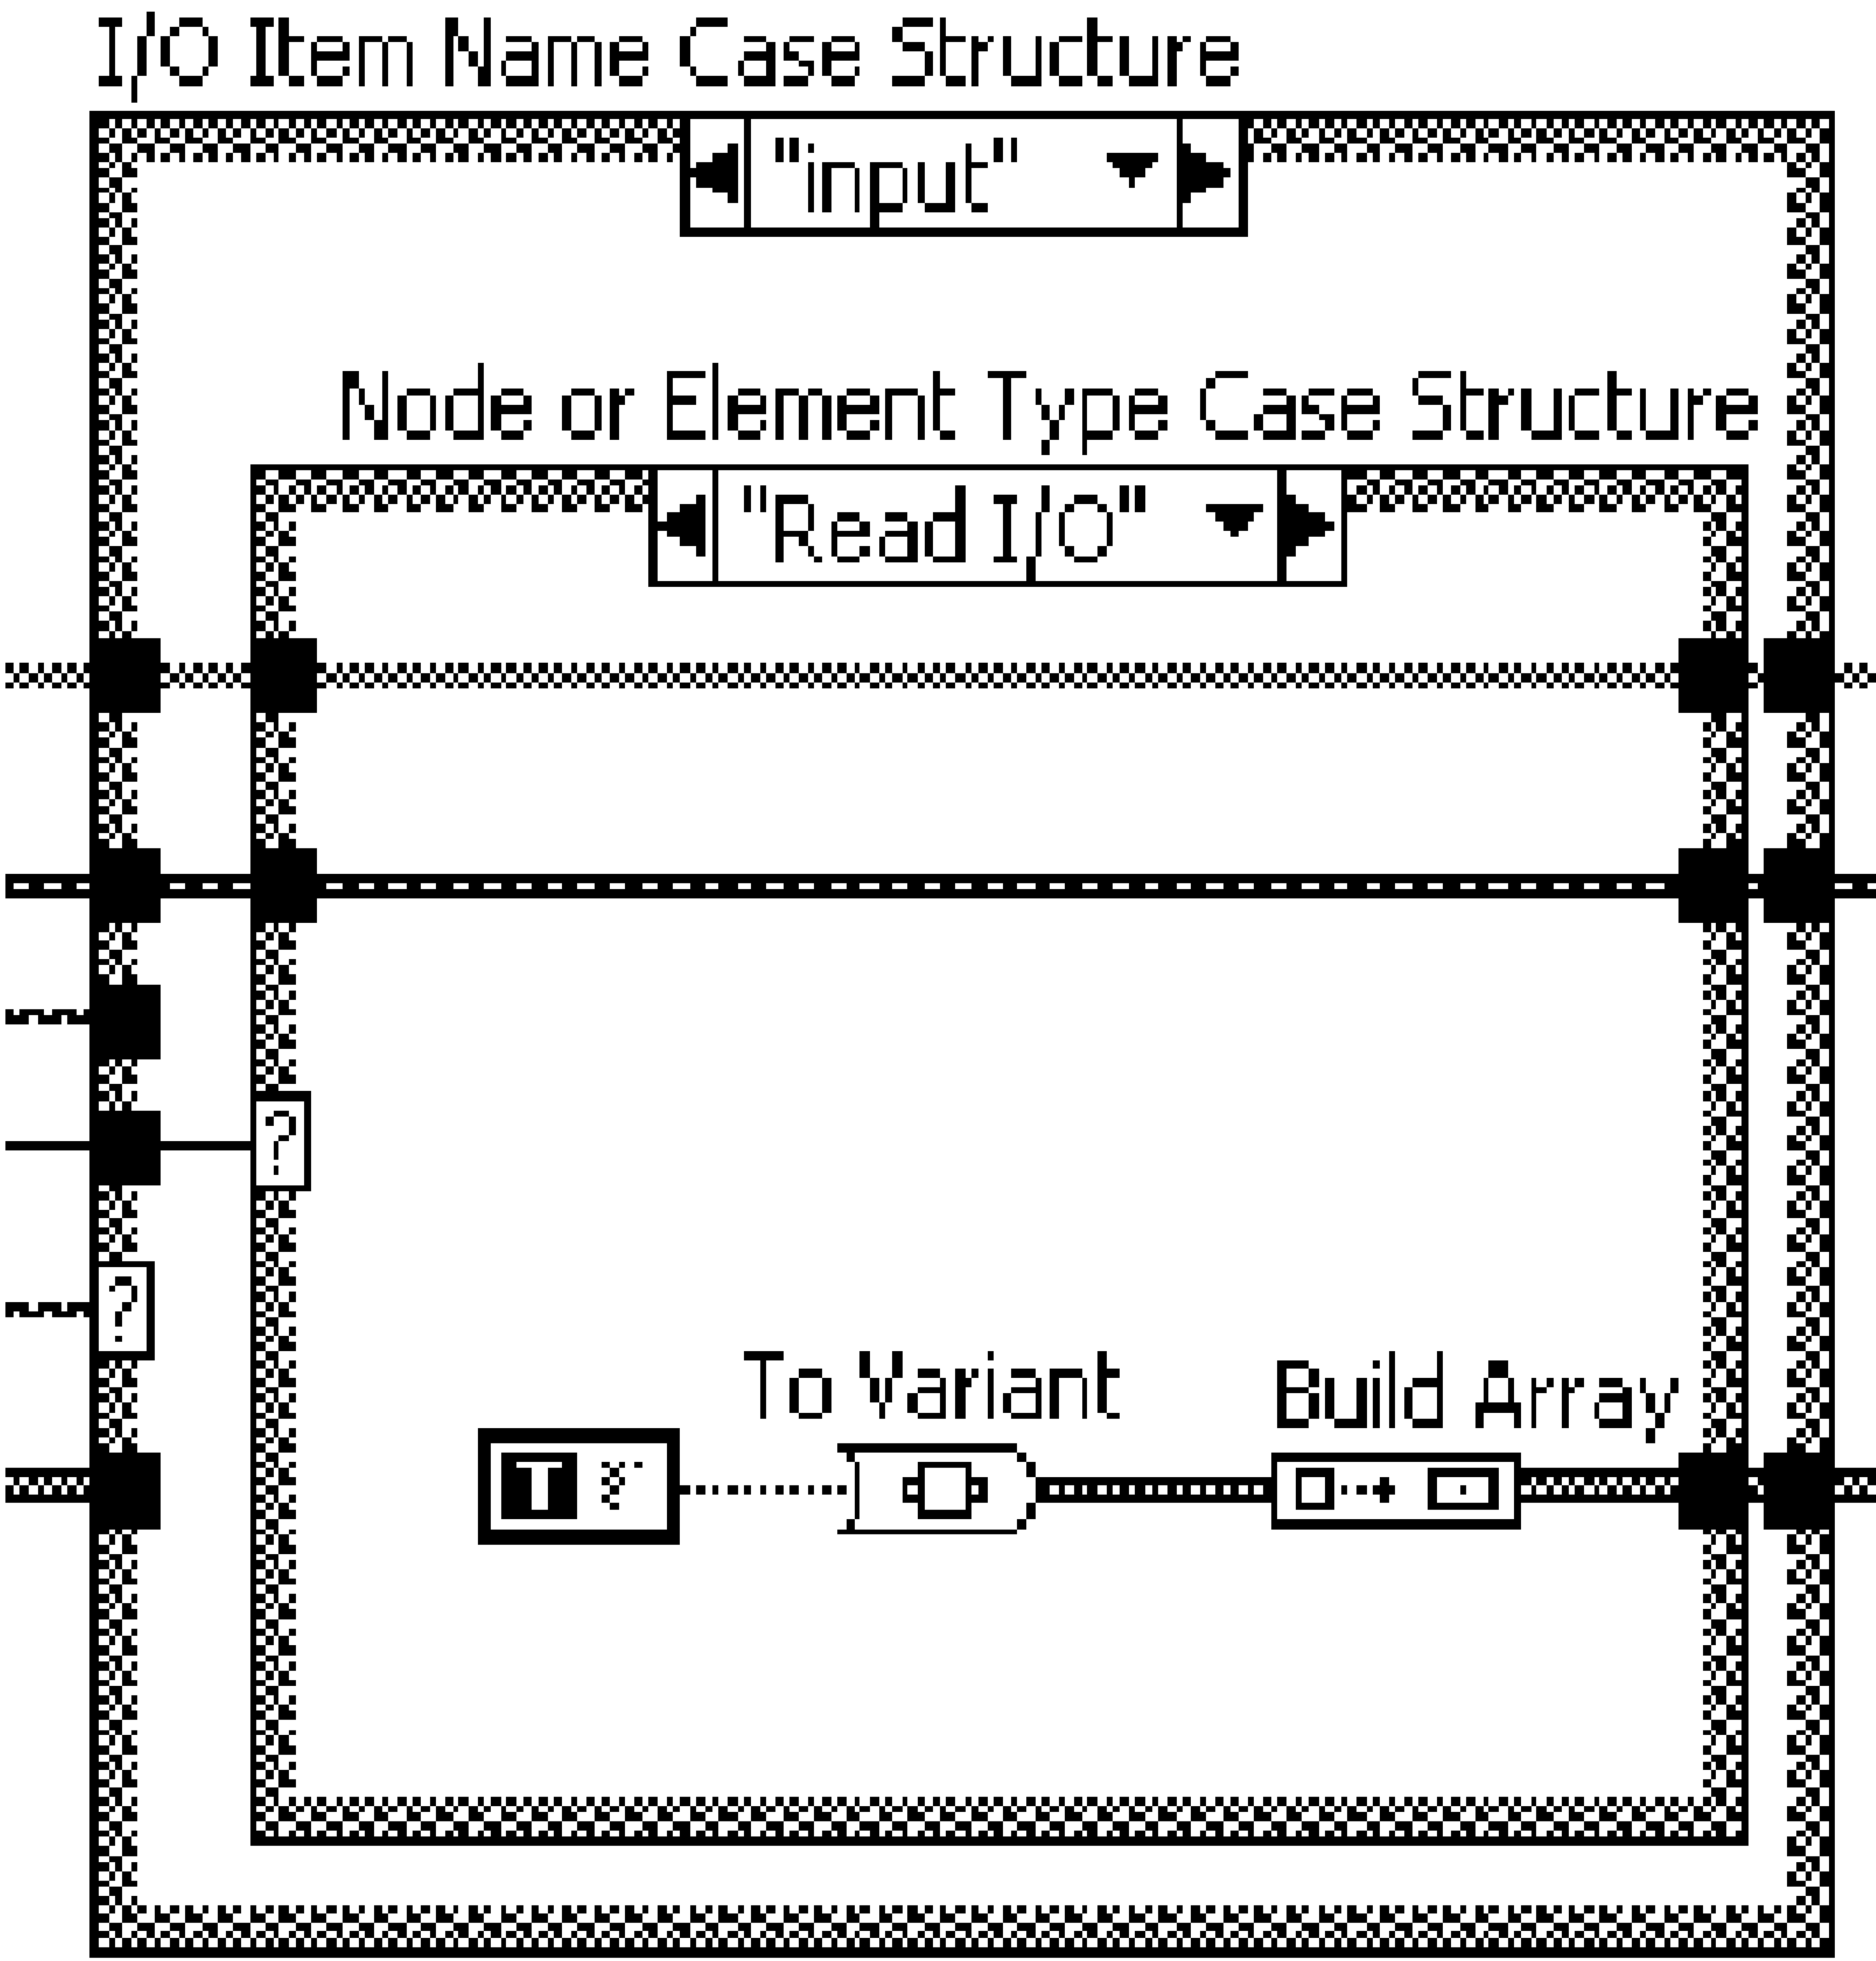 I/O Item Name Case Structure
"input"
Node or Element Type Case Structure
"Read I/O"
?
?
To Variant
Build Array
T